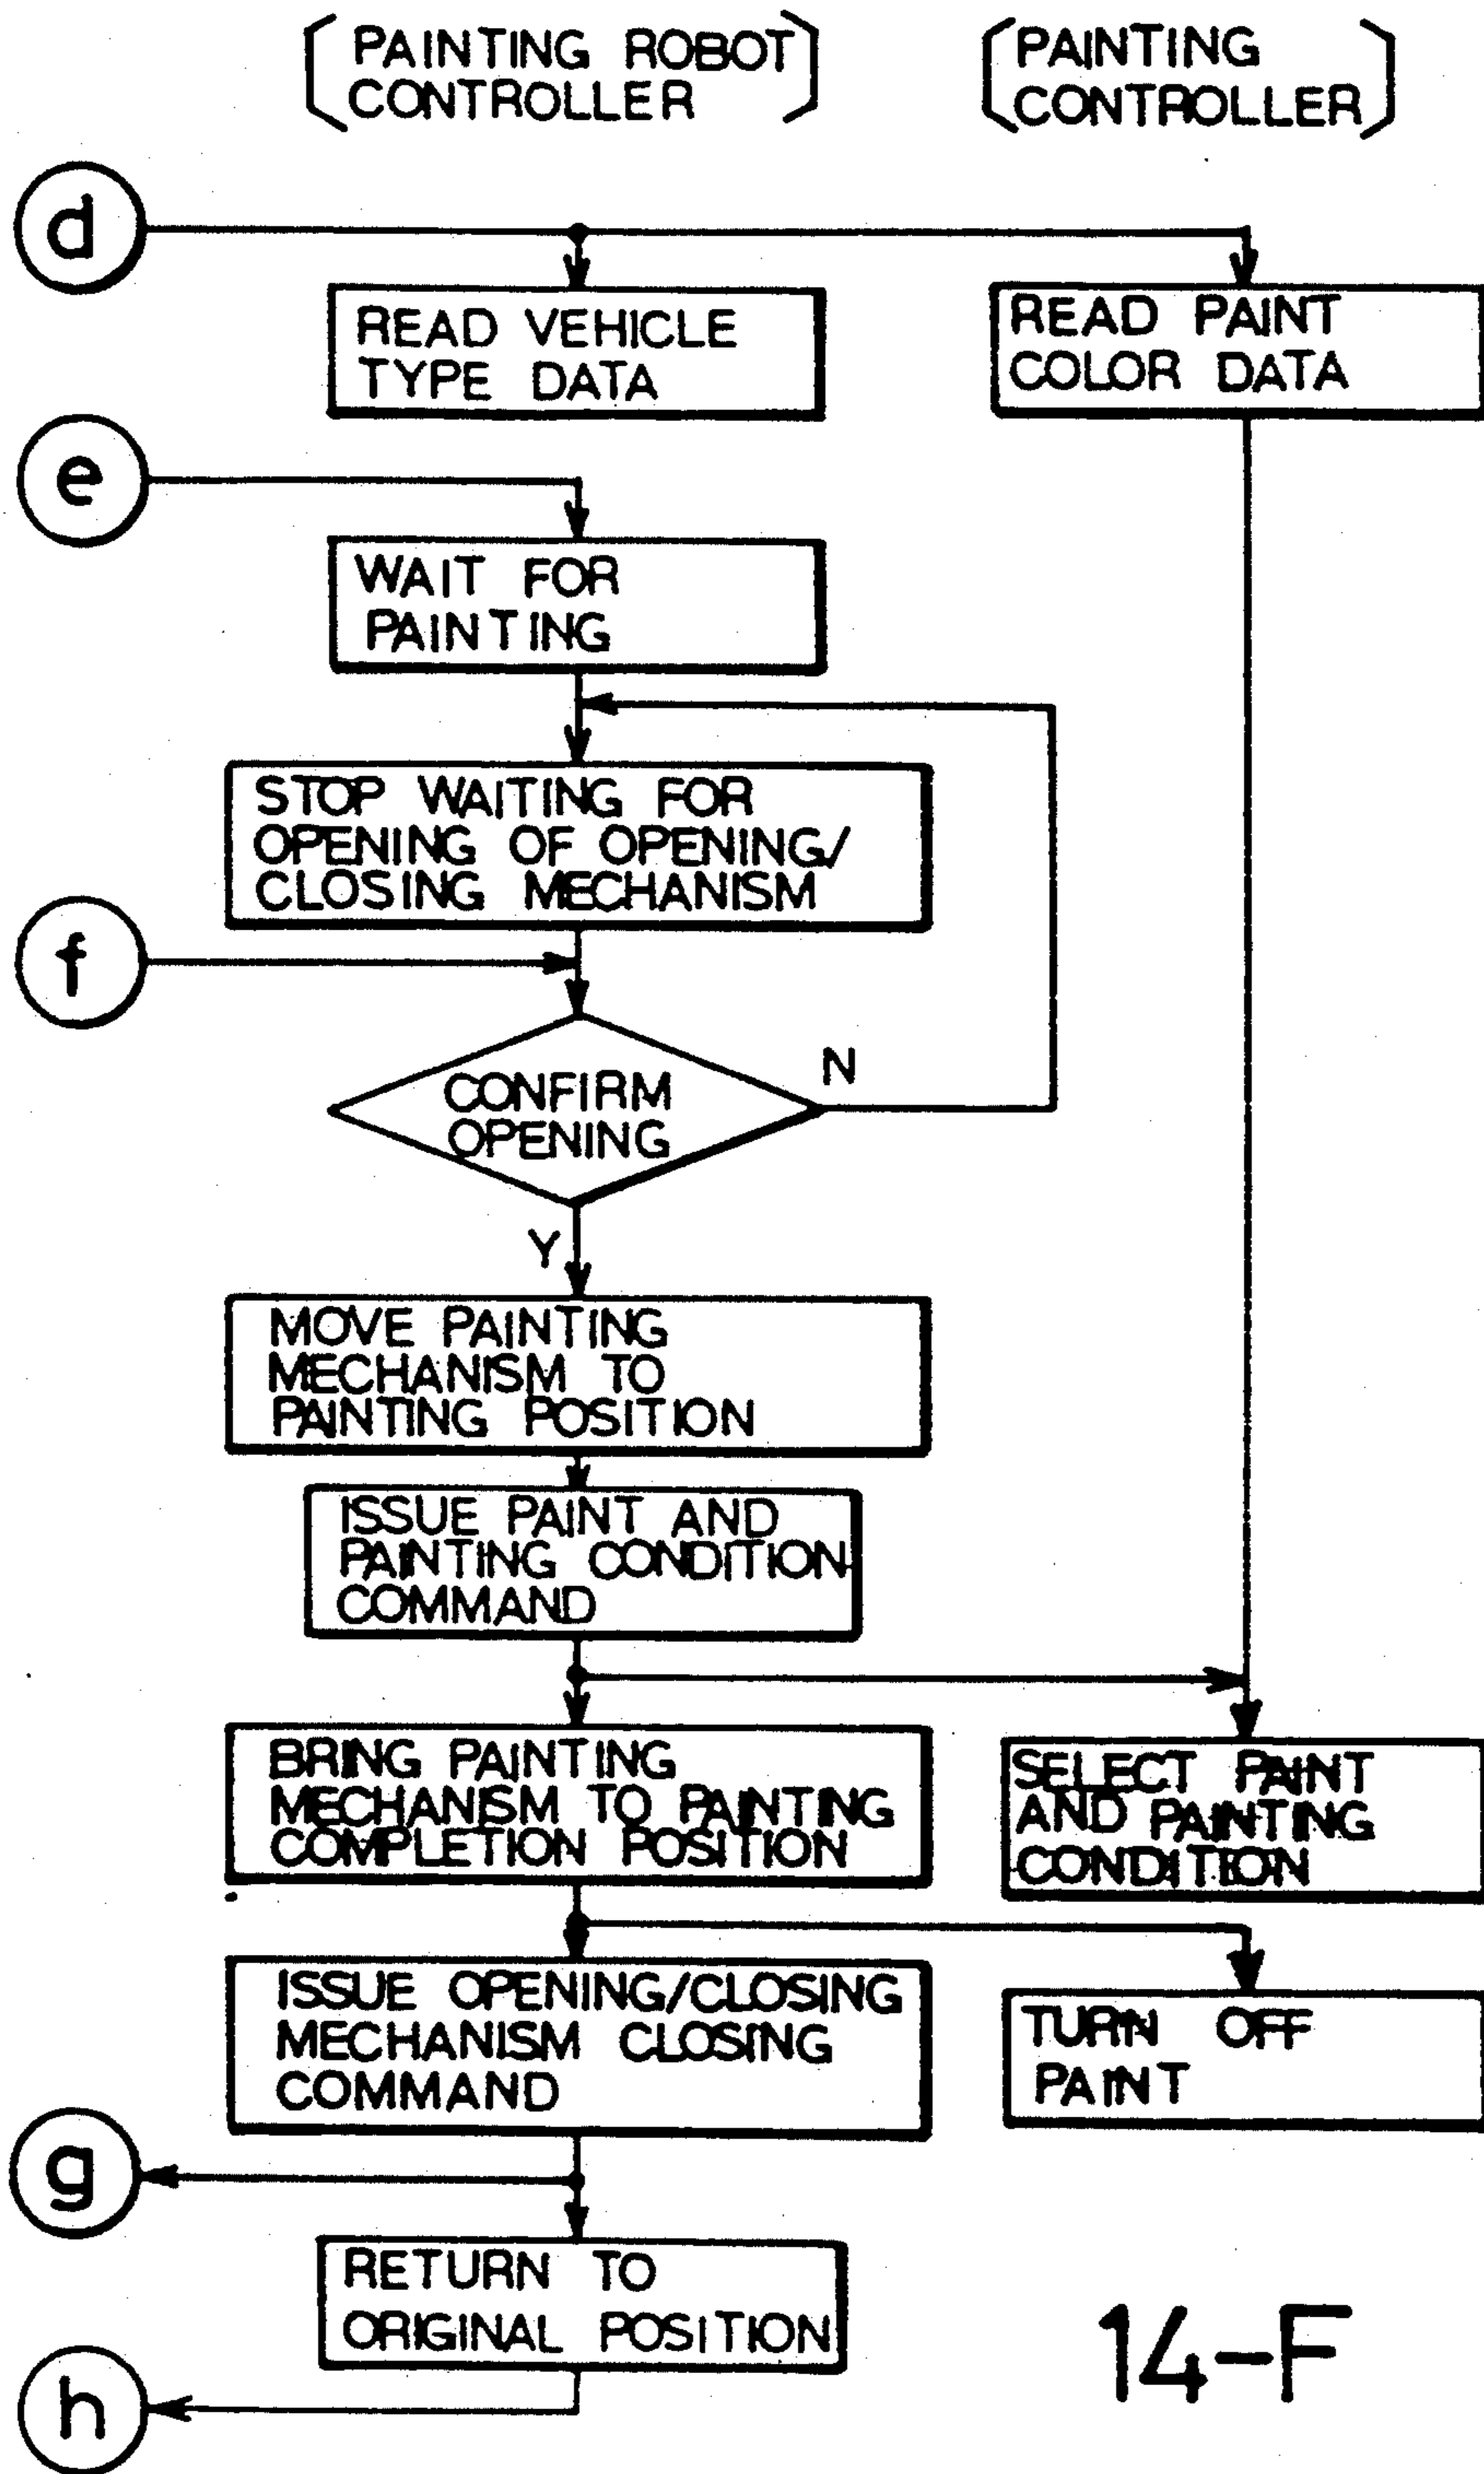 PAINTING ROBOT
CONTROLLER
PAINTING
CONTROLLER
d
READ VEHICLE
TYPE DATA
READ PAINT
COLOR DATA
e
WAIT FOR
PAINTING
STOP WAITING FOR
OPENING OF OPENING/
CLOSING MECHANISM
f
CONFIRM
OPENING
N
Y
MOVE PAINTING
MECHANISM TO
PAINTING POSITION
ISSUE PAINT AND
PAINTING CONDITION
COMMAND
BRING PAINTING
MECHANISM TO PAINTING
COMPLETION POSITION
SELECT PAINT
AND PAINTING
CONDITION
ISSUE OPENING/CLOSING
MECHANISM CLOSING
COMMAND
TURN OFF
PAINT
g
RETURN TO
ORIGINAL POSITION
h
14-F